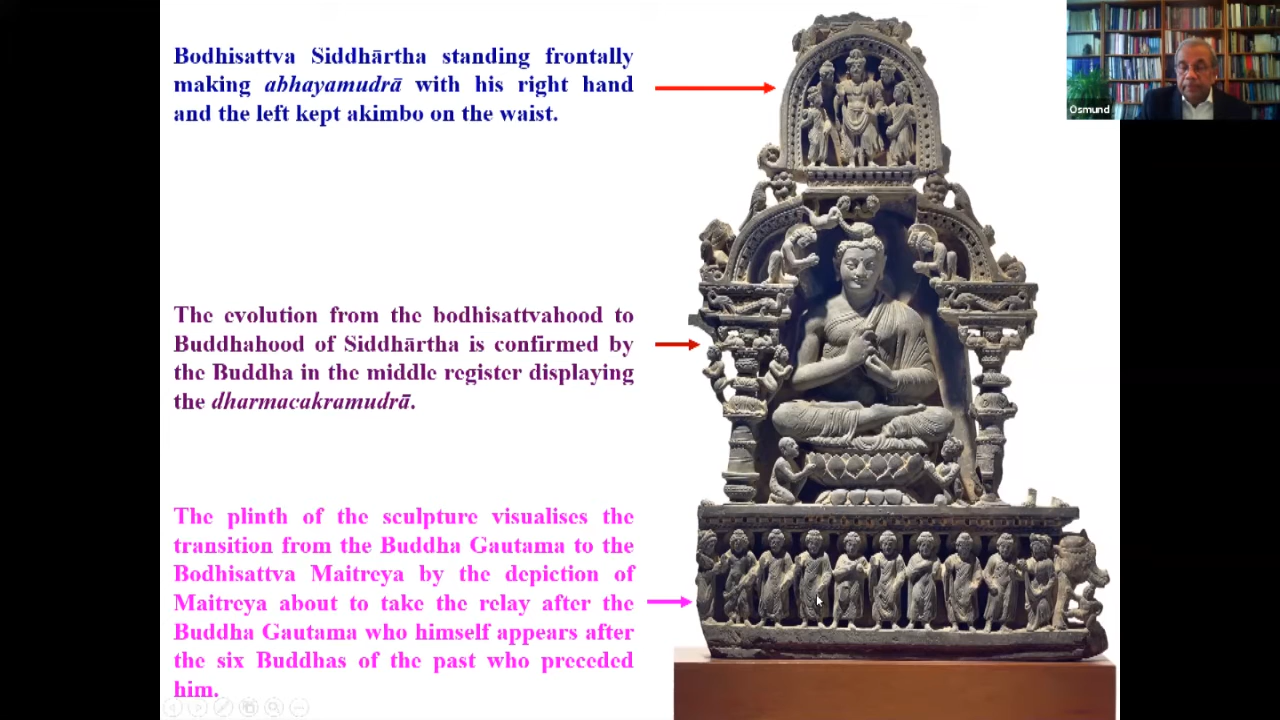 Bodhisattva Siddhārtha standing frontally
making abhayamudrā with his right hand
and the left kept akimbo on the waist.
The evolution from the bodhisattvahood to
Buddhahood of Siddhārtha is confirmed by
the Buddha in the middle register displaying
the dharmacakramudrā.
The plinth of the sculpture visualises the
transition from the Buddha Gautama to the
Bodhisattva Maitreya by the depiction of
Maitreya about to take the relay after the
Buddha Gautama who himself appears after
the six Buddhas of the past who preceded
him.
Osmund